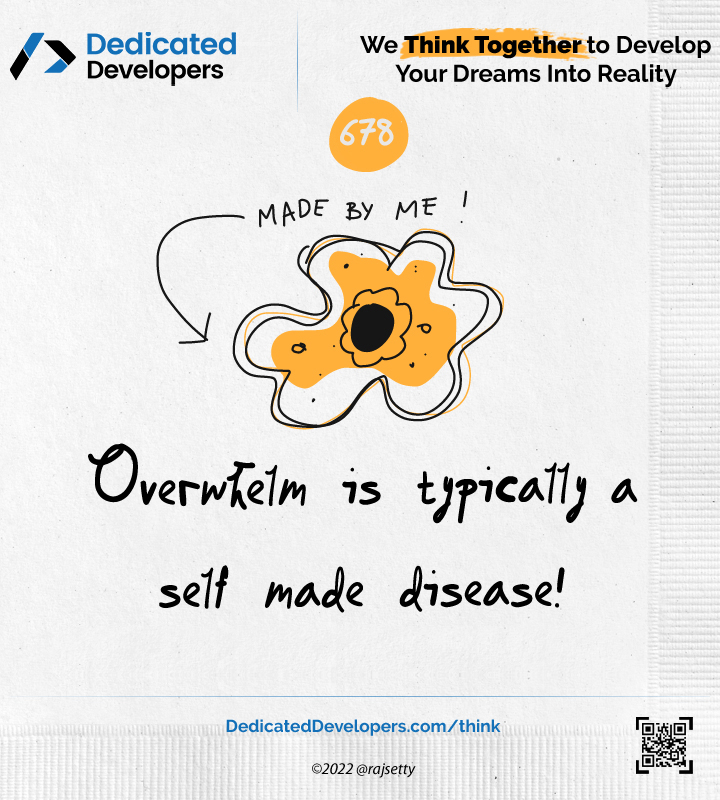 Dedicated
Developers
We Think Together to Develop
Your Dreams Into Reality
678
MADE BY ME !
Overwhelm is typically a
self made disease!
DedicatedDevelopers.com/think
©2022 @rajsetty